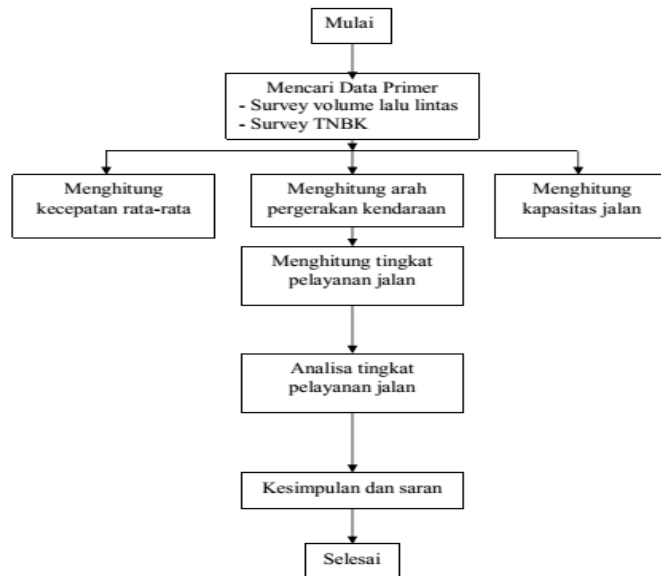 Mulai
Mencari Data Primer
- Survey volume lalu lintas
- Survey TNBK
Menghitung
kecepatan rata-rata
Menghitung arah
pergerakan kendaraan
Menghitung
kapasitas jalan
Menghitung tingkat
pelayanan jalan
Analisa tingkat
pelayanan jalan
Kesimpulan dan saran
Selesai